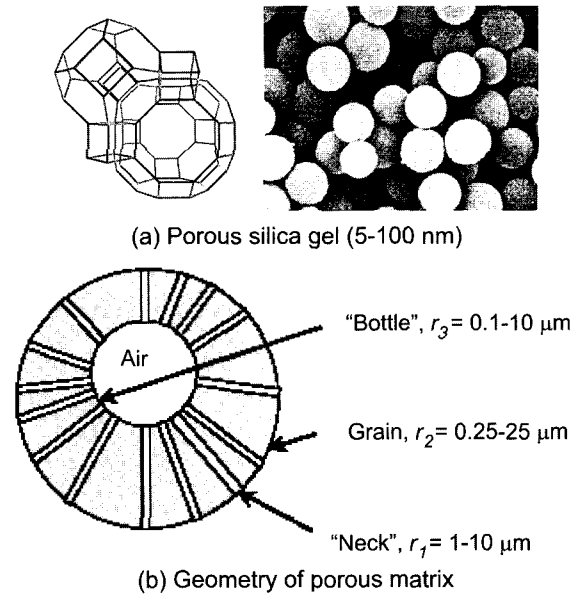 (a) Porous silica gel (5-100 nm)
"Bottle", r3 = 0.1-10 μm
Air
Grain, r2 = 0.25-25 μm
"Neck", r1 = 1-10 μm
(b) Geometry of porous matrix